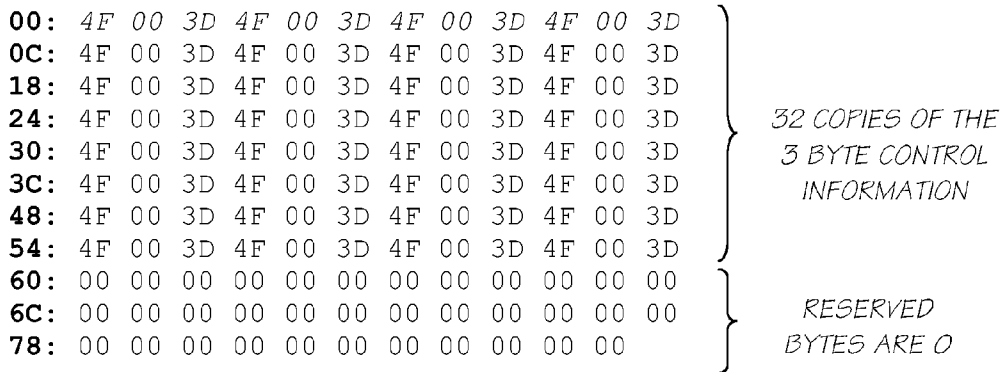 00: 4F 00 3D 4F 00 3D 4F 00 3D 4F 00 3D
0C: 4F 00 3D 4F 00 3D 4F 00 3D 4F 00 3D
18: 4F 00 3D 4F 00 3D 4F 00 3D 4F 00 3D
24: 4F 00 3D 4F 00 3D 4F 00 3D 4F 00 3D
30: 4F 00 3D 4F 00 3D 4F 00 3D 4F 00 3D
3C: 4F 00 3D 4F 00 3D 4F 00 3D 4F 00 3D
48: 4F 00 3D 4F 00 3D 4F 00 3D 4F 00 3D
54: 4F 00 3D 4F 00 3D 4F 00 3D 4F 00 3D
60: 00 00 00 00 00 00 00 00 00 00 00 00
6C: 00 00 00 00 00 00 00 00 00 00 00 00
78: 00 00 00 00 00 00 00 00 00 00 00
32 COPIES OF THE
3 BYTE CONTROL
INFORMATION
RESERVED
BYTES ARE 0